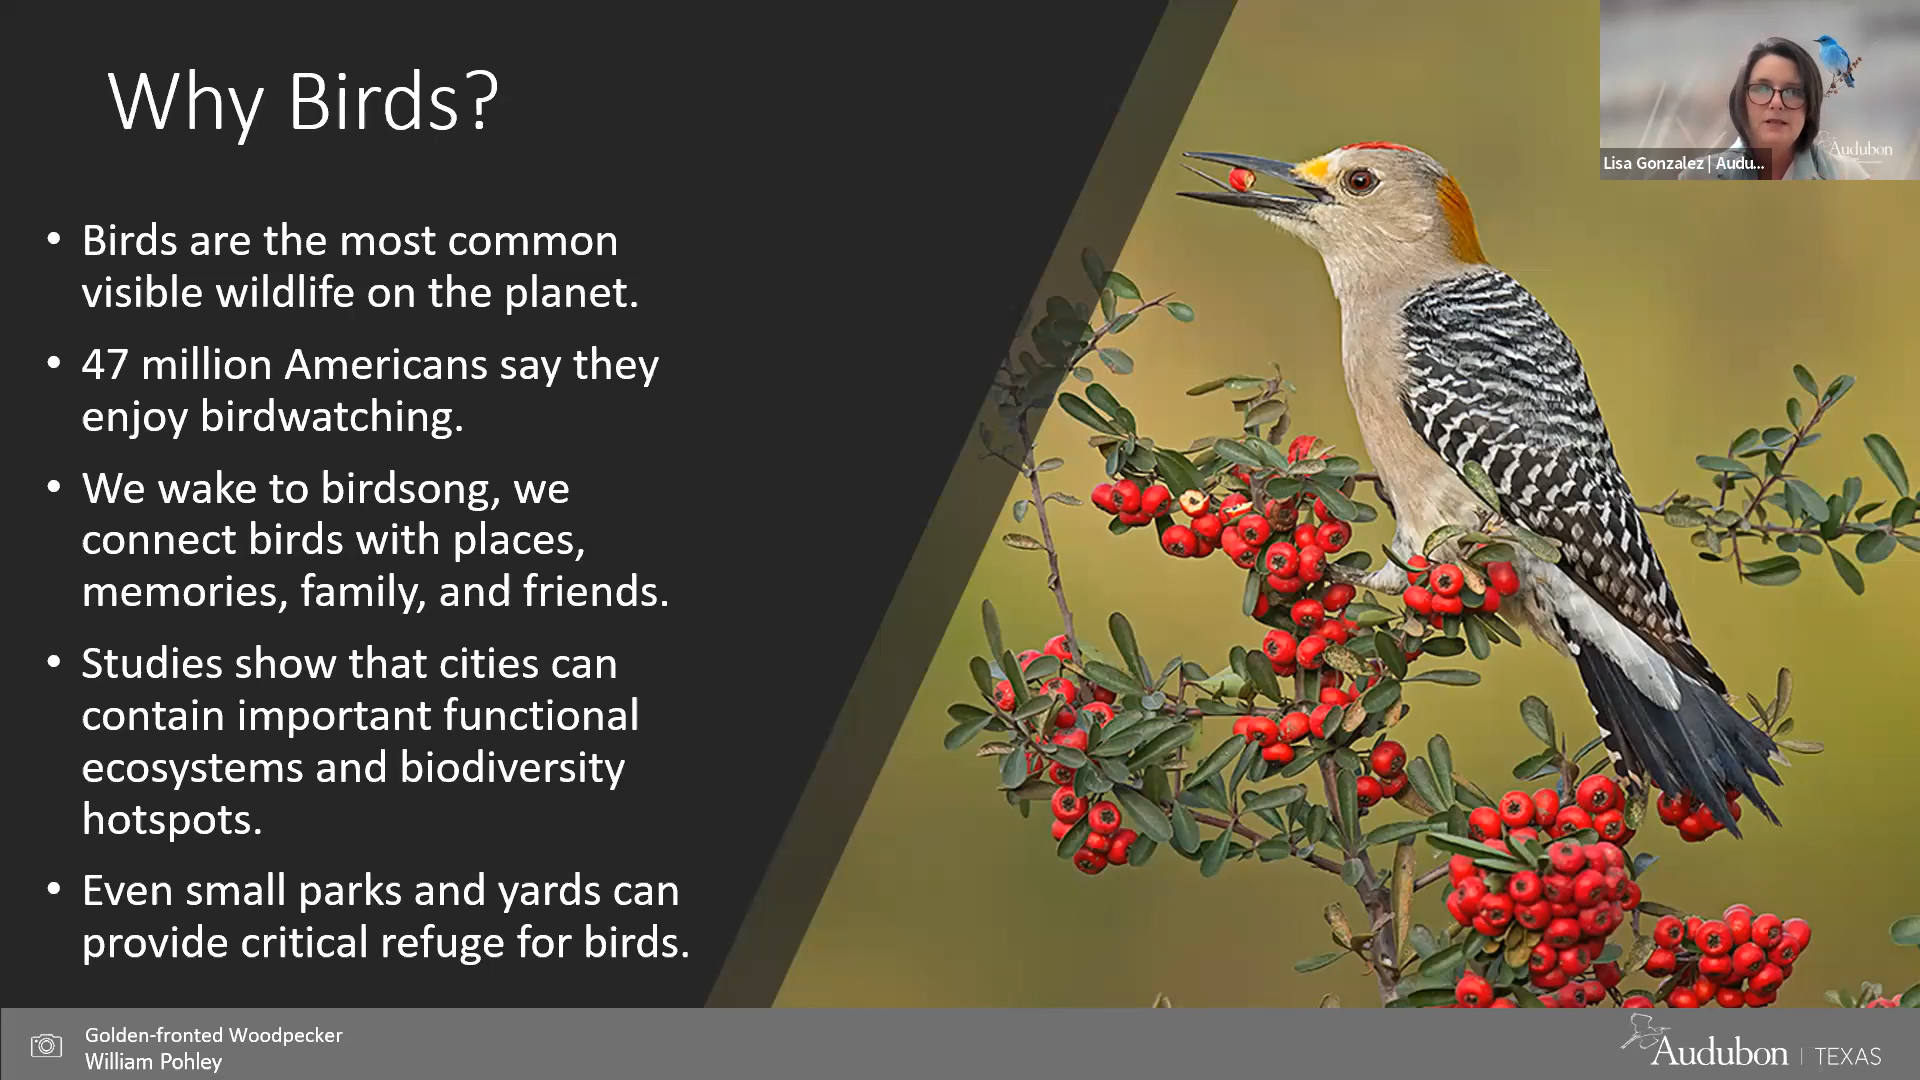 Why Birds?
• Birds are the most common
visible wildlife on the planet.
• 47 million Americans say they
enjoy birdwatching.
• We wake to birdsong, we
connect birds with places,
memories, family, and friends.
• Studies show that cities can
contain important functional
ecosystems and biodiversity
hotspots.
• Even small parks and yards can
provide critical refuge for birds.
Golden-fronted Woodpecker
William Pohley
Audubon
Lisa Gonzalez | Audu...
Audubon | TEXAS